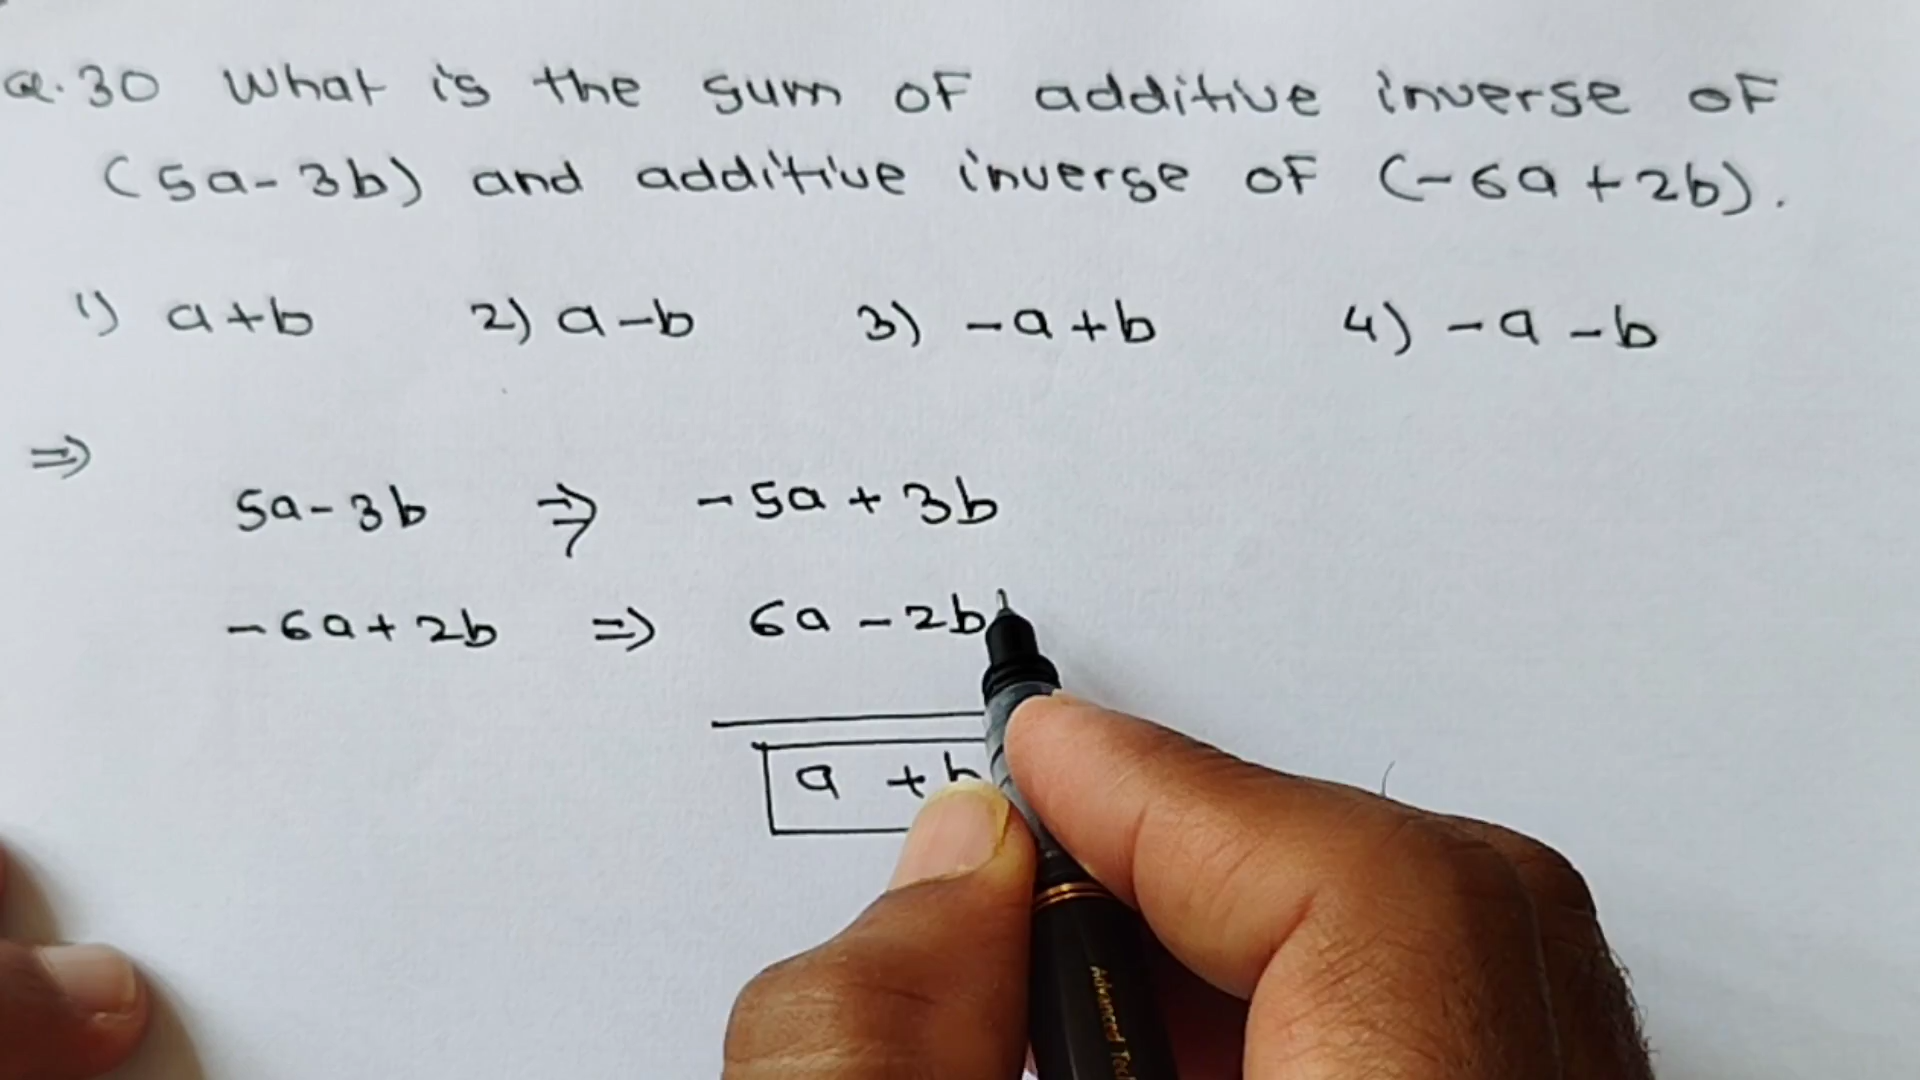 Q.30 What is the sum of additive inverse of
(5a-3b) and additive inverse of (-6a+2b).
1) a+b 2) a-b 3) -a+b 4) -a-b
⇒
5a-3b ⇒ -5a+3b
-6a+2b ⇒ 6a-2b
a +b
Advanced